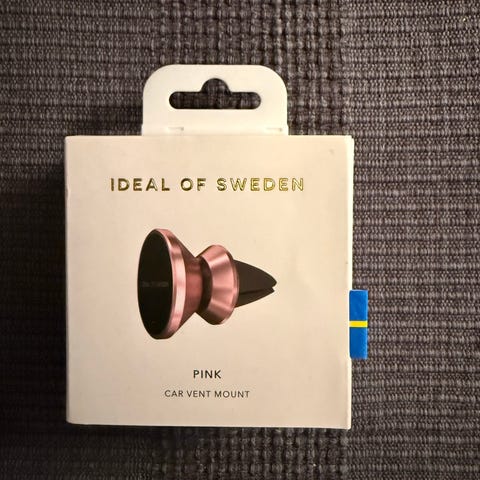 IDEAL OF SWEDEN
PINK
CAR VENT MOUNT